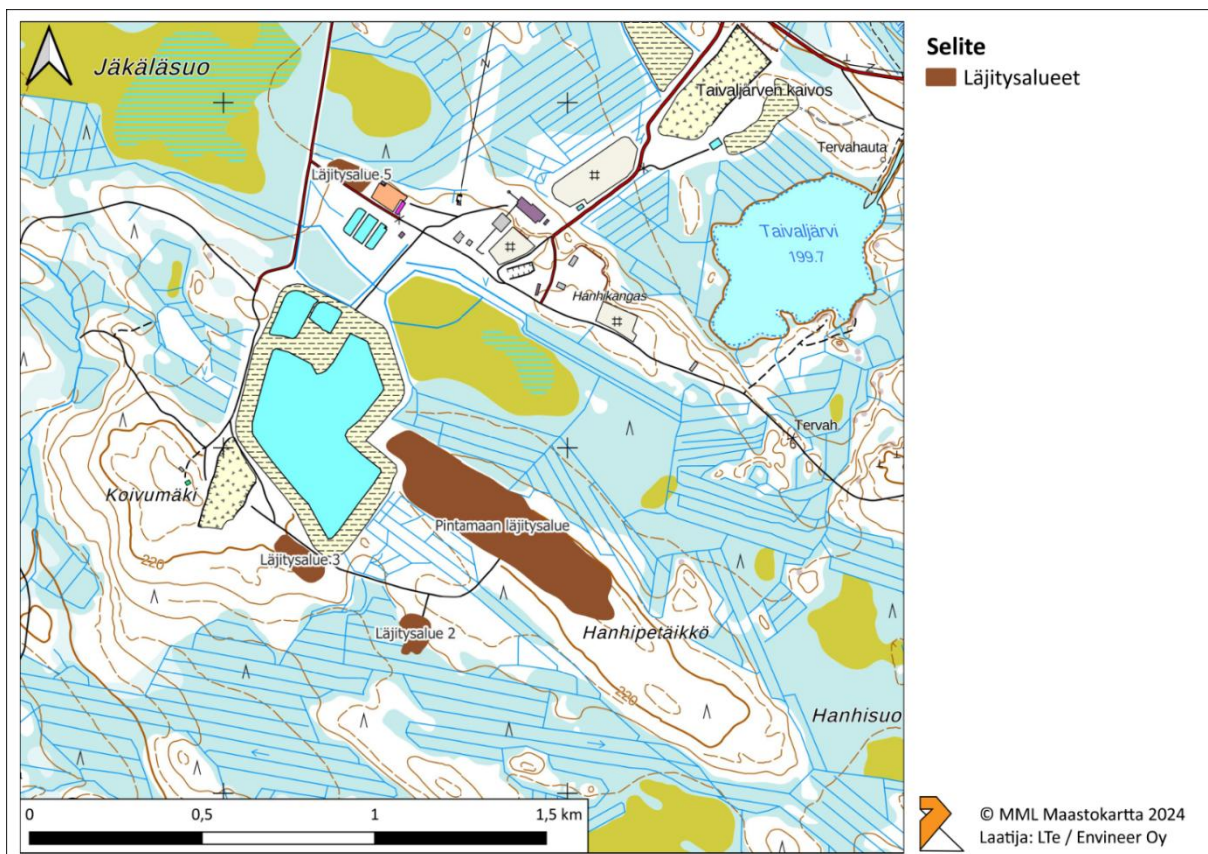 Selite
Läjitysalueet
Jäkäläsuo
N
Taivaljärven kaivos
Tervahauta
Läjitysalue 5
Taivaljärvi
199.7
V
Hanhikangas
V
Tervah
Koivumäki
Pintamaan läjitysalue
220
Läjitysalue 3
Läjitysalue 2
Hanhipetäikkö
220
Hanhisuo
0 0,5 1 1,5 km
© MML Maastokartta 2024
Laatija: LTe / Envineer Oy